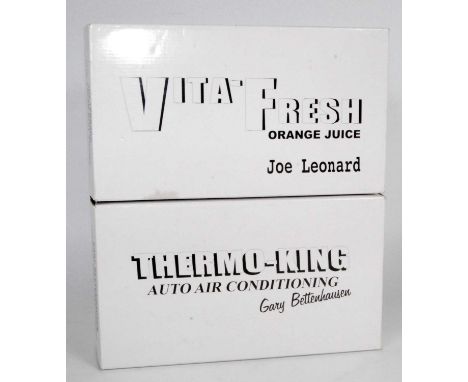 VITA-FRESH
ORANGE JUICE
Joe Leonard
THERMO-KING
AUTO AIR CONDITIONING
Gary Bettenhausen